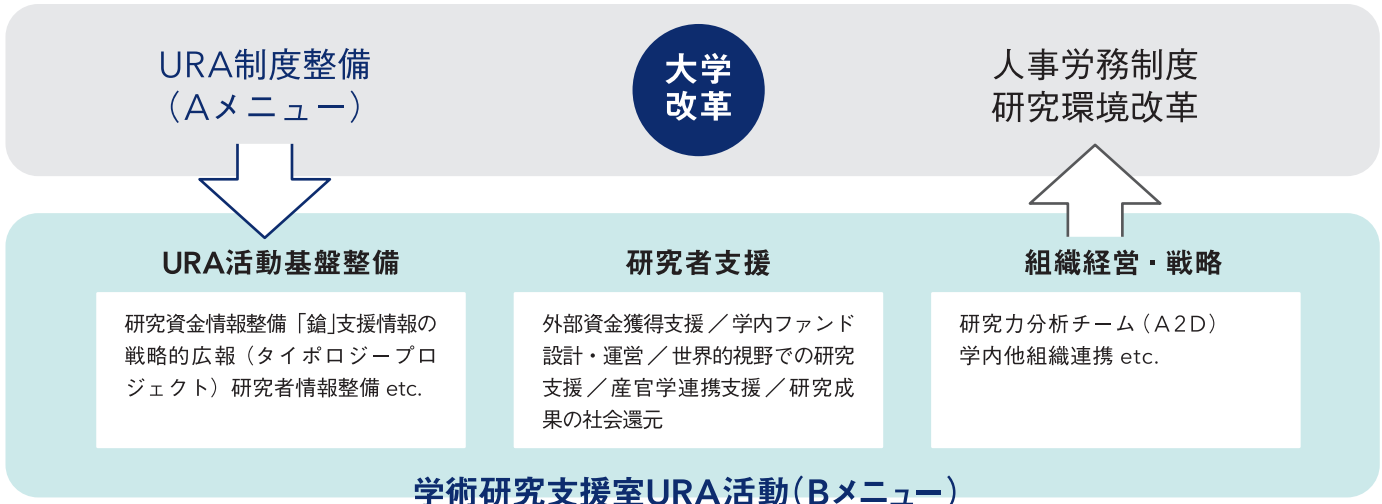 URA制度整備
（Aメニュー）
大学
改革
人事労務制度
研究環境改革
URA活動基盤整備
研究資金情報整備「鎗」支援情報の
戦略的広報（タイポロジープロ
ジェクト）研究者情報整備 etc.
研究者支援
外部資金獲得支援／学内ファンド
設計・運営／世界的視野での研究
支援／産官学連携支援／研究成
果の社会還元
組織経営・戦略
研究力分析チーム（A2D）
学内他組織連携 etc.
学術研究支援室URA活動（Bメニュー）